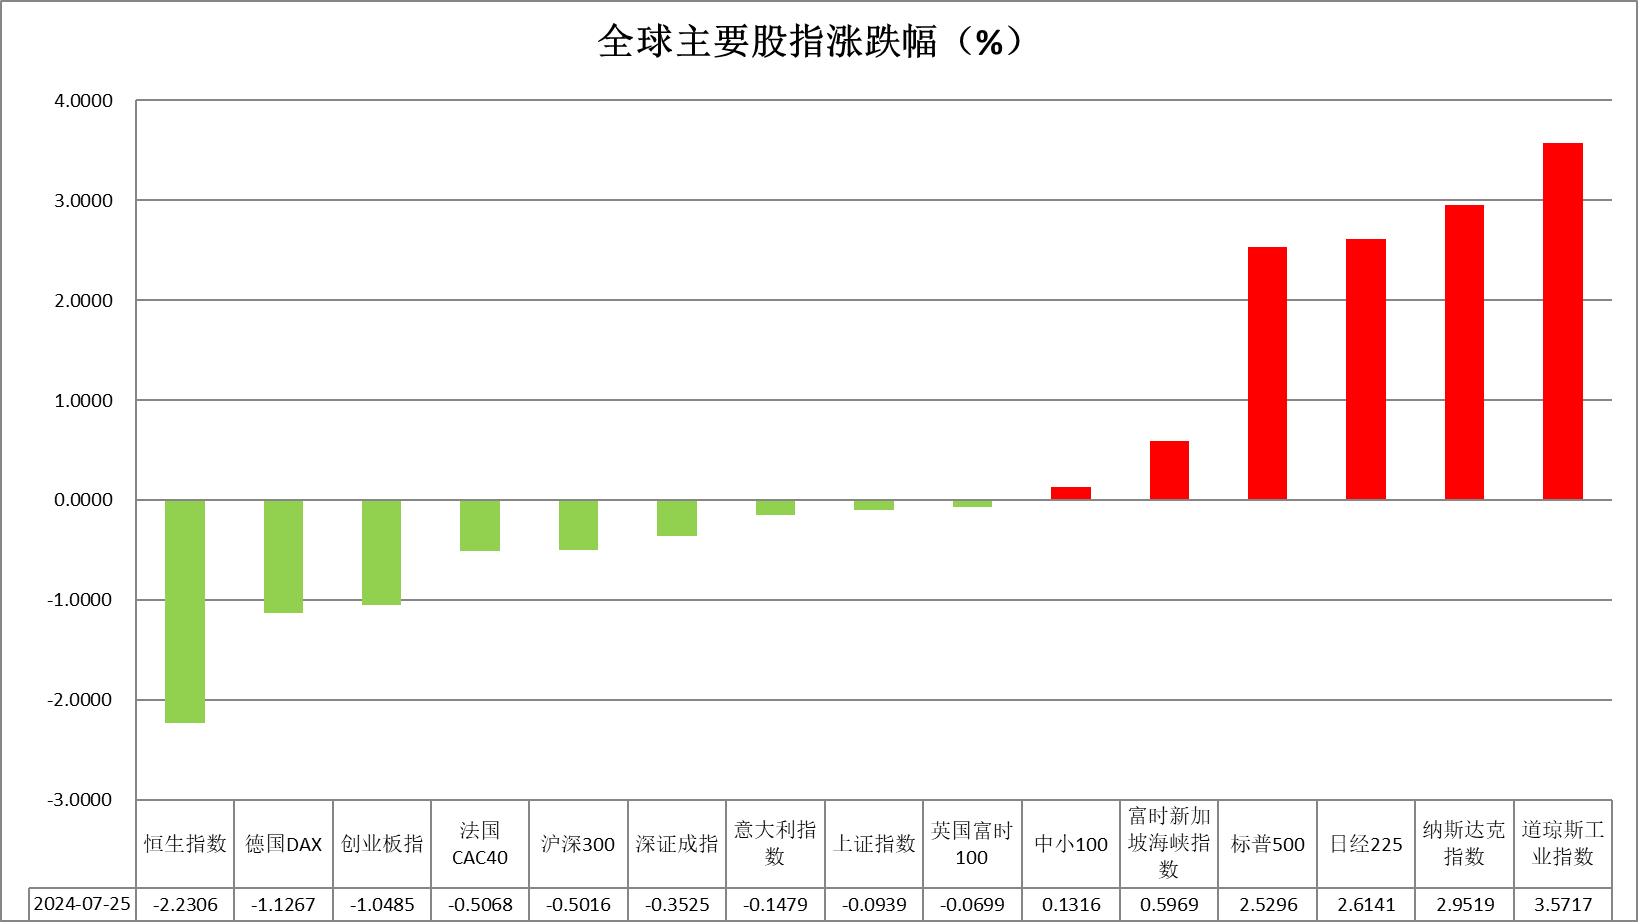 全球主要股指涨跌幅（%）
4.0000
3.0000
2.0000
1.0000
0.0000
-1.0000
-2.0000
-3.0000
恒生指数
德国DAX
创业板指
法国
CAC40
沪深300
深证成指
意大利指
数
上证指数
英国富时
100
中小100
富时新加
坡海峡指
数
标普500
日经225
纳斯达克
指数
道琼斯工
业指数
2024-07-25 -2.2306 -1.1267 -1.0485 -0.5068 -0.5016 -0.3525 -0.1479 -0.0939 -0.0699 0.1316 0.5969 2.5296 2.6141 2.9519 3.5717